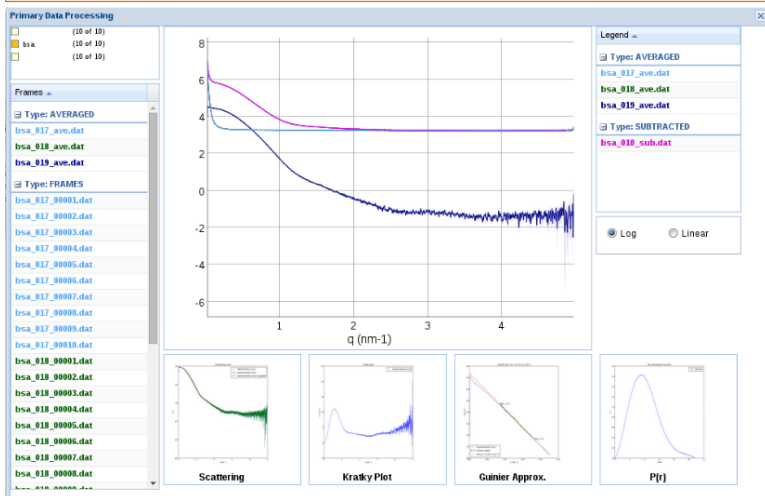 Primary Data Processing
(10 of 10)
bsa (10 of 10)
(10 of 10)
Frames
Type: AVERAGED
bsa_017_ave.dat
bsa_018_ave.dat
bsa_019_ave.dat
Type: FRAMES
bsa_017_00001.dat
bsa_017_00002.dat
bsa_017_00003.dat
bsa_017_00004.dat
bsa_017_00005.dat
bsa_017_00006.dat
bsa_017_00007.dat
bsa_017_00008.dat
bsa_017_00009.dat
bsa_017_00010.dat
bsa_018_00001.dat
bsa_018_00002.dat
bsa_018_00003.dat
bsa_018_00004.dat
bsa_018_00005.dat
bsa_018_00006.dat
bsa_018_00007.dat
bsa_018_00008.dat
8
6
4
2
0
-2
-4
-6
1 2 3 4
q (nm-1)
Legend
Type: AVERAGED
bsa_017_ave.dat
bsa_018_ave.dat
bsa_019_ave.dat
Type: SUBTRACTED
bsa_018_sub.dat
Log Linear
Scattering Kratky Plot Guinier Approx. P(r)